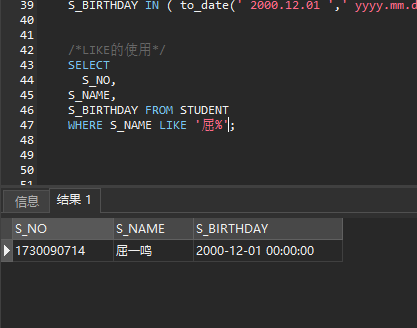 39 S_BIRTHDAY IN ( to_date(' 2000.12.01 ',' yyyy.mm.d
40
41
42 /*LIKE的使用*/
43 SELECT
44 S_NO,
45 S_NAME,
46 S_BIRTHDAY FROM STUDENT
47 WHERE S_NAME LIKE '屈%';
48
49
50
51
信息 结果 1
S_NO S_NAME S_BIRTHDAY
1730090714 屈一鸣 2000-12-01 00:00:00